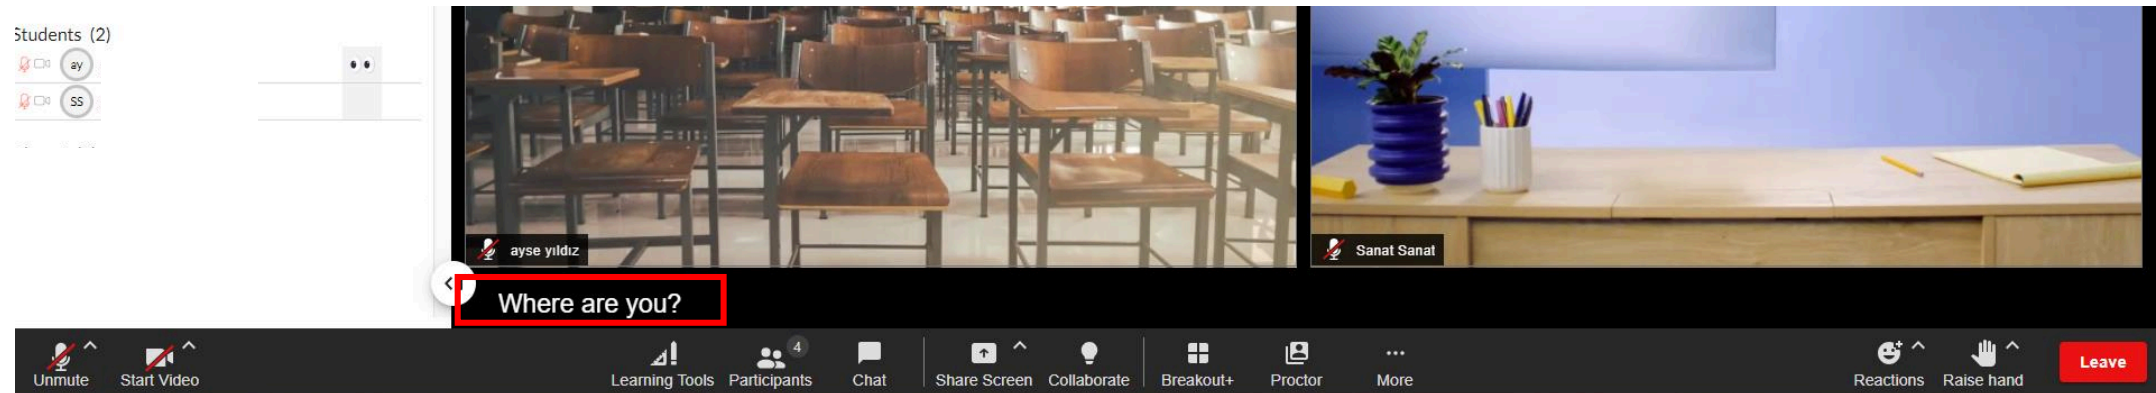 Students (2)
ay
SS
ayse yıldız
Sanat Sanat
Where are you?
4
Unmute
Start Video
Learning Tools
Participants
Chat
Share Screen
Collaborate
Breakout+
Proctor
More
Reactions
Raise hand
Leave